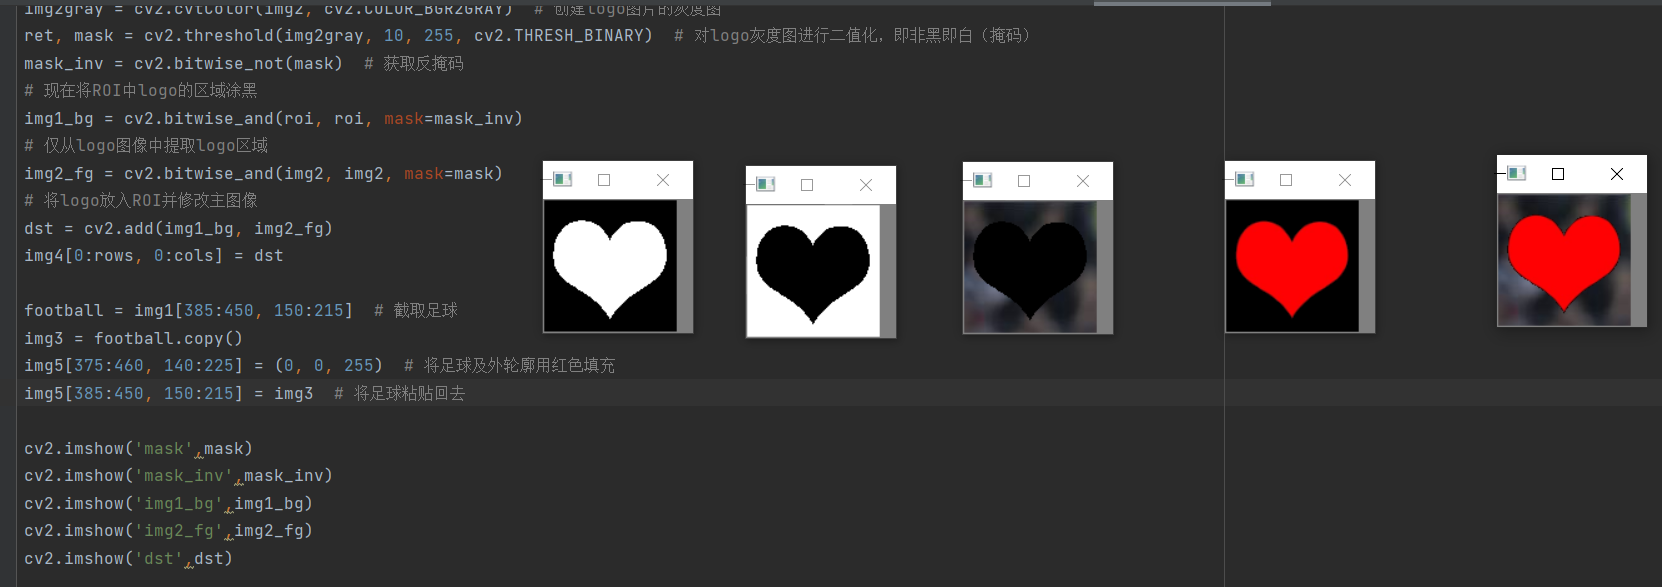 img2gray = cv2.cvtColor(img2, cv2.COLOR_BGR2GRAY)  # 创建logo图片的灰度图
ret, mask = cv2.threshold(img2gray, 10, 255, cv2.THRESH_BINARY)  # 对logo灰度图进行二值化，即非黑即白（掩码）
mask_inv = cv2.bitwise_not(mask)  # 获取反掩码
# 现在将ROI中logo的区域涂黑
img1_bg = cv2.bitwise_and(roi, roi, mask=mask_inv)
# 仅从logo图像中提取logo区域
img2_fg = cv2.bitwise_and(img2, img2, mask=mask)
# 将logo放入ROI并修改主图像
dst = cv2.add(img1_bg, img2_fg)
img4[0:rows, 0:cols] = dst
football = img1[385:450, 150:215]  # 截取足球
img3 = football.copy()
img5[375:460, 140:225] = (0, 0, 255)  # 将足球及外轮廓用红色填充
img5[385:450, 150:215] = img3  # 将足球粘贴回去
cv2.imshow('mask',mask)
cv2.imshow('mask_inv',mask_inv)
cv2.imshow('img1_bg',img1_bg)
cv2.imshow('img2_fg',img2_fg)
cv2.imshow('dst',dst)